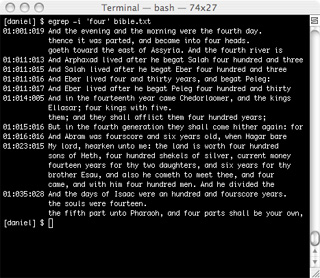 Terminal — bash — 74x27
[daniel] $ egrep -i 'four' bible.txt
01:001:019 And the evening and the morning were the fourth day.
thence it was parted, and became into four heads.
goeth toward the east of Assyria. And the fourth river is
01:011:013 And Arphaxad lived after he begat Salah four hundred and three
01:011:015 And Salah lived after he begat Eber four hundred and three
01:011:016 And Eber lived four and thirty years, and begat Peleg:
01:011:017 And Eber lived after he begat Peleg four hundred and thirty
01:014:005 And in the fourteenth year came Chedorlaomer, and the kings
Ellasar; four kings with five.
them; and they shall afflict them four hundred years;
01:015:016 But in the fourth generation they shall come hither again: for
01:016:016 And Abram was fourscore and six years old, when Hagar bare
01:023:015 My lord, hearken unto me: the land is worth four hundred
sons of Heth, four hundred shekels of silver, current money
fourteen years for thy two daughters, and six years for thy
brother Esau, and also he cometh to meet thee, and four
came, and with him four hundred men. And he divided the
01:035:028 And the days of Isaac were an hundred and fourscore years.
the souls were fourteen.
the fifth part unto Pharaoh, and four parts shall be your own,
[daniel] $